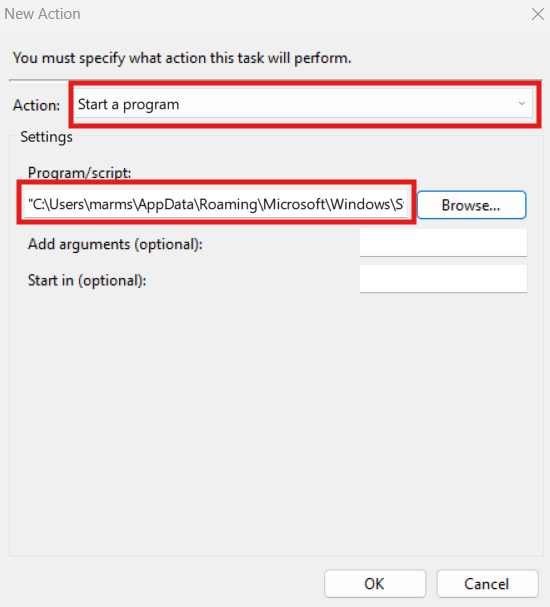 New Action
You must specify what action this task will perform.
Action: Start a program
Settings
Program/script:
"C:\Users\marms\AppData\Roaming\Microsoft\Windows\S Browse...
Add arguments (optional):
Start in (optional):
OK Cancel